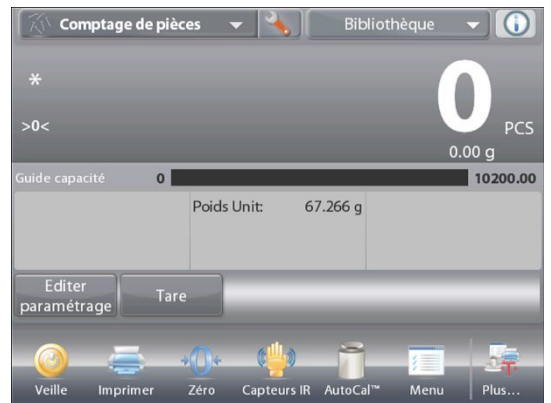 Comptage de pièces
Bibliothèque
*
>0<
0
PCS
0.00 g
Guide capacité 0 10200.00
Poids Unit: 67.266 g
Editer
paramétrage
Tare
Veille Imprimer Zéro Capteurs IR AutoCal™ Menu Plus...